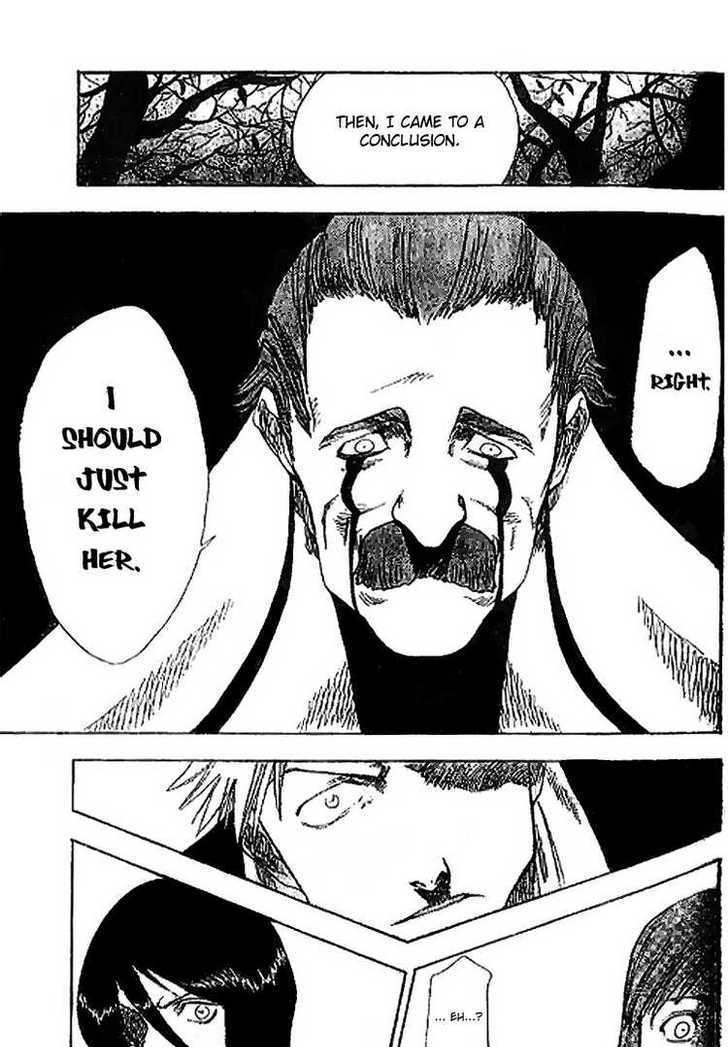 THEN, I CAME TO A
CONCLUSION.
...
RIGHT.
I
SHOULD
JUST
KILL
HER.
... EH...?